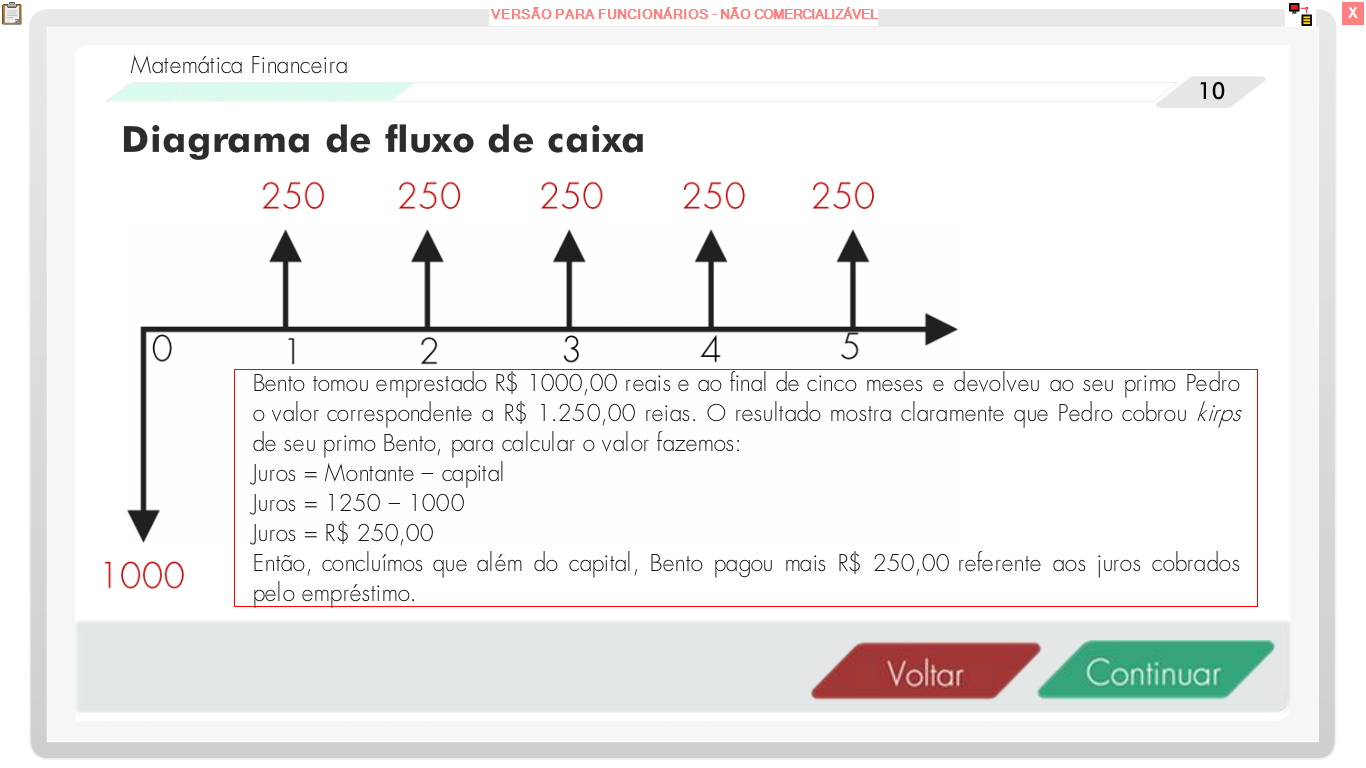 VERSÃO PARA FUNCIONÁRIOS - NÃO COMERCIALIZÁVEL
X
Matemática Financeira
10
Diagrama de fluxo de caixa
250 250 250 250 250
0 1 2 3 4 5
Bento tomou emprestado R$ 1000,00 reais e ao final de cinco meses e devolveu ao seu primo Pedro
o valor correspondente a R$ 1.250,00 reias. O resultado mostra claramente que Pedro cobrou kirps
de seu primo Bento, para calcular o valor fazemos:
Juros = Montante – capital
Juros = 1250 – 1000
Juros = R$ 250,00
Então, concluímos que além do capital, Bento pagou mais R$ 250,00 referente aos juros cobrados
pelo empréstimo.
1000
Voltar Continuar